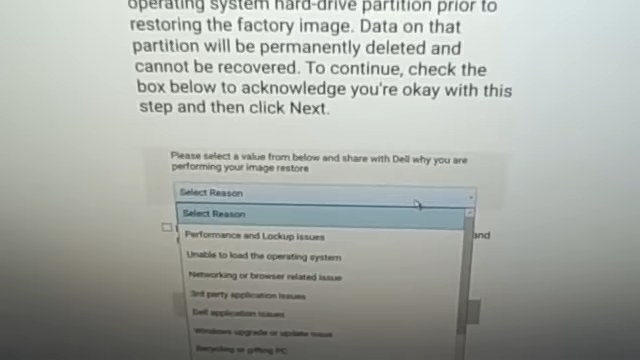 operating system hard-drive partition prior to
restoring the factory image. Data on that
partition will be permanently deleted and
cannot be recovered. To continue, check the
box below to acknowledge you're okay with this
step and then click Next.
Please select a value from below and share with Dell why you are
performing your image restore
Select Reason
Select Reason
Performance and Lockup issues
and
Unable to load the operating system
Networking or browser related issue
3rd party application issues
Dell application issues
Windows upgrade or update issue
Recycling or gifting PC